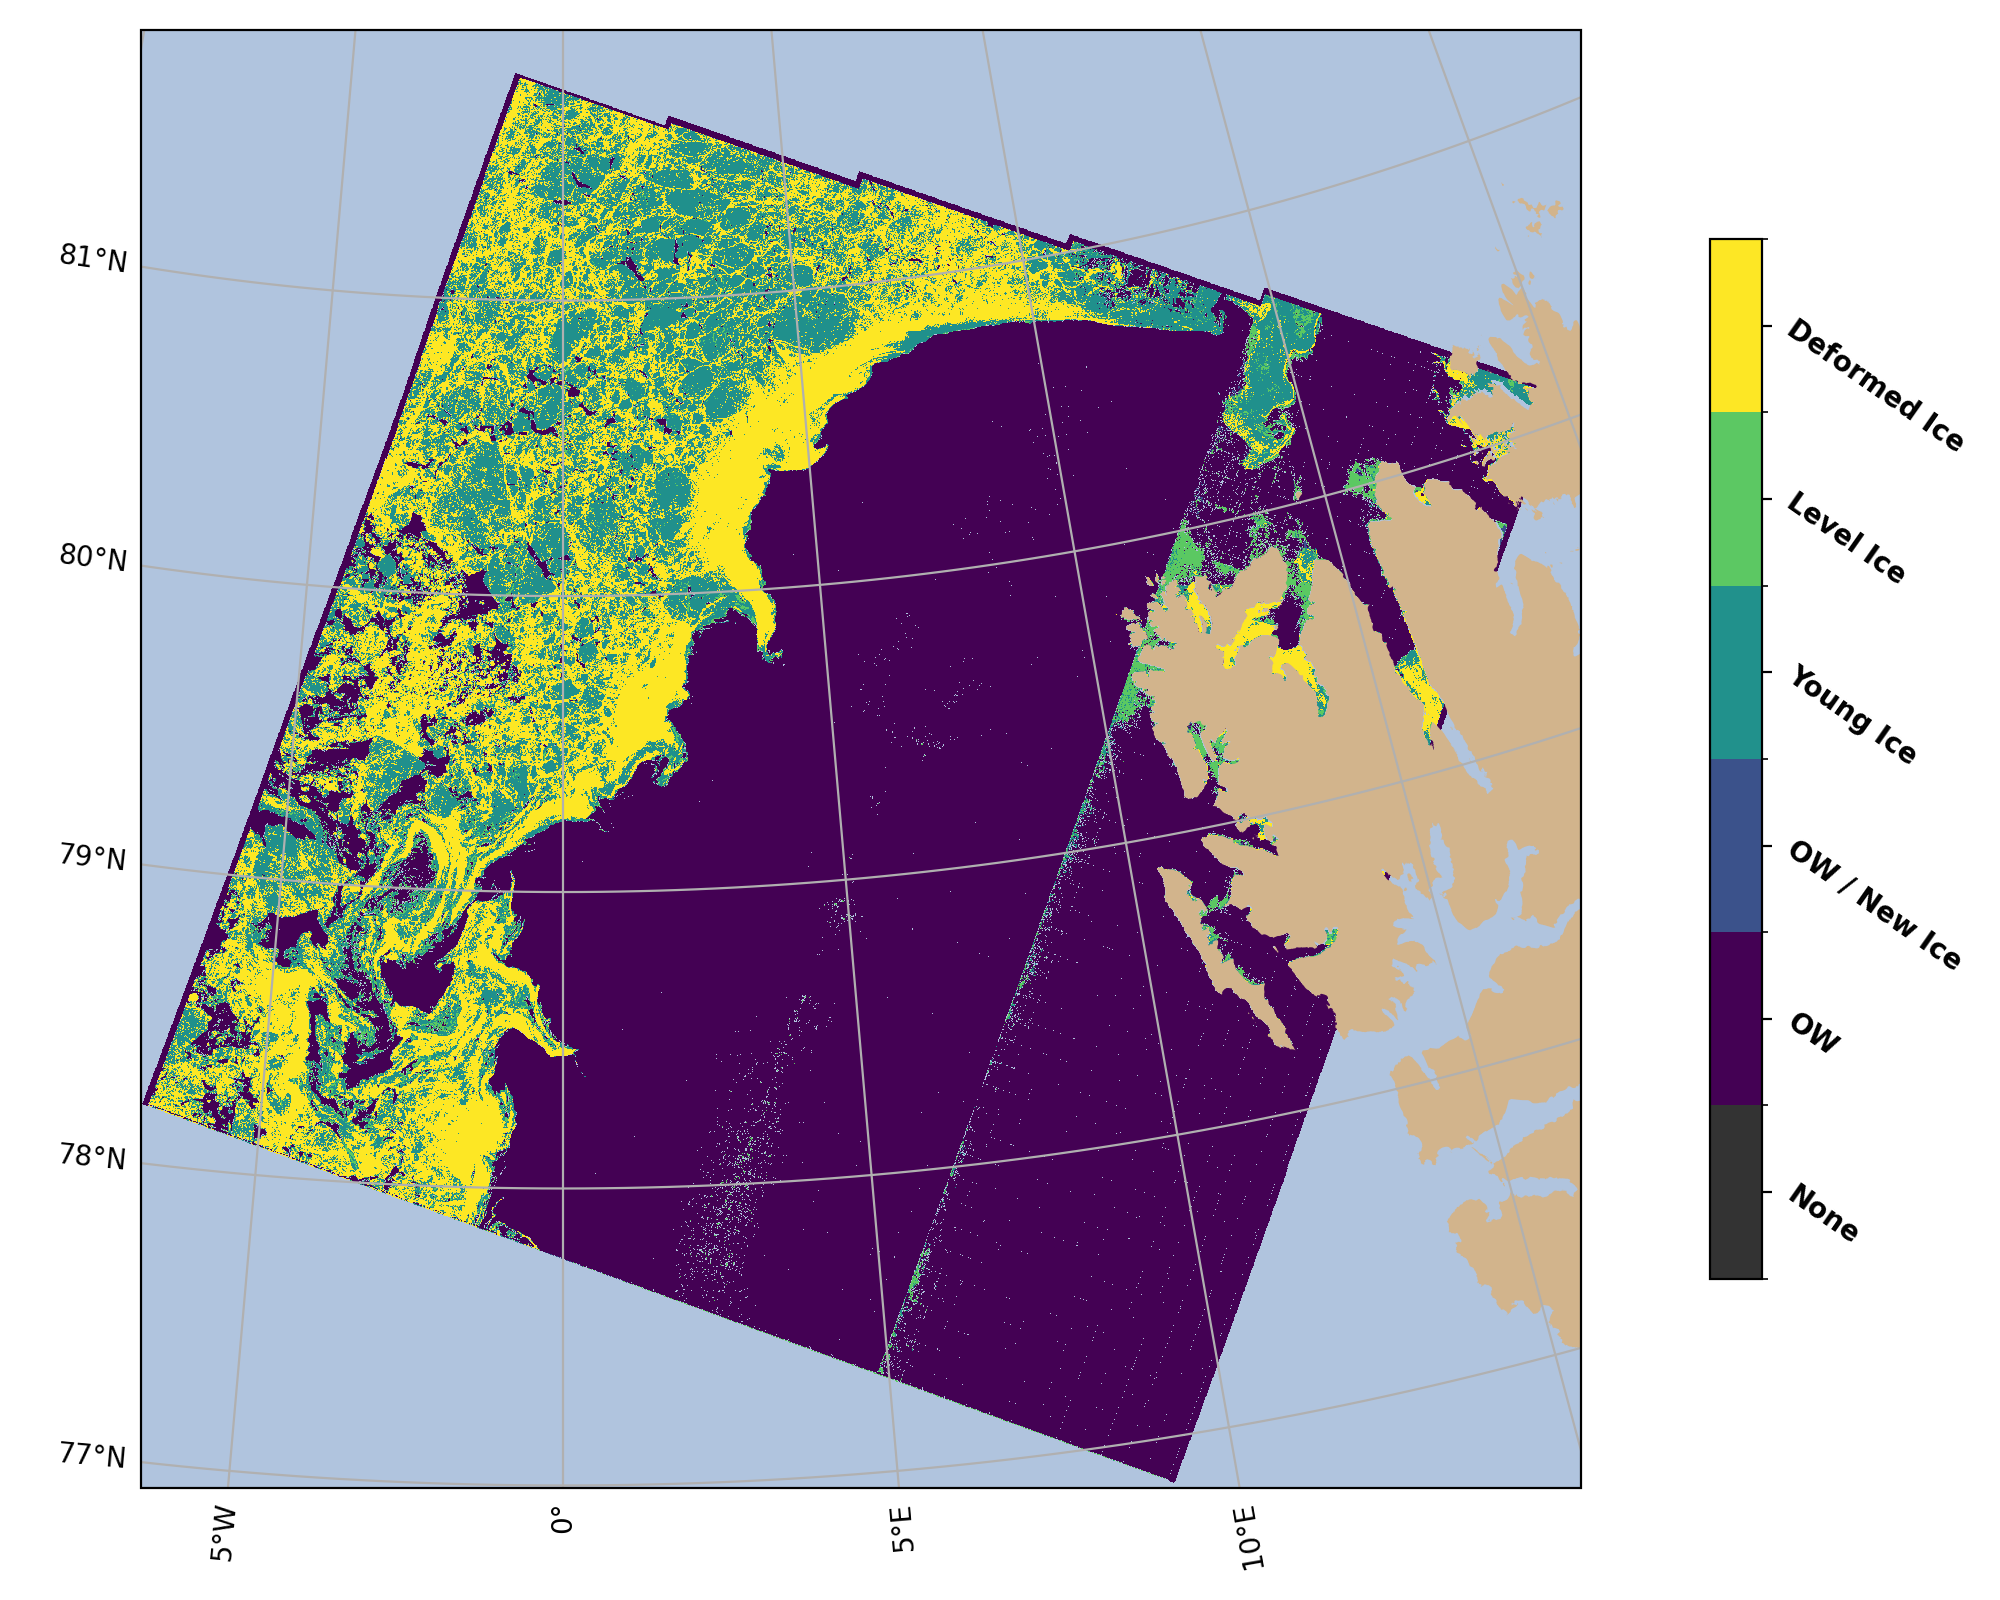 81°N
80°N
79°N
78°N
77°N
5°W
0°
5°E
10°E
Deformed Ice
Level Ice
Young Ice
OW / New Ice
OW
None